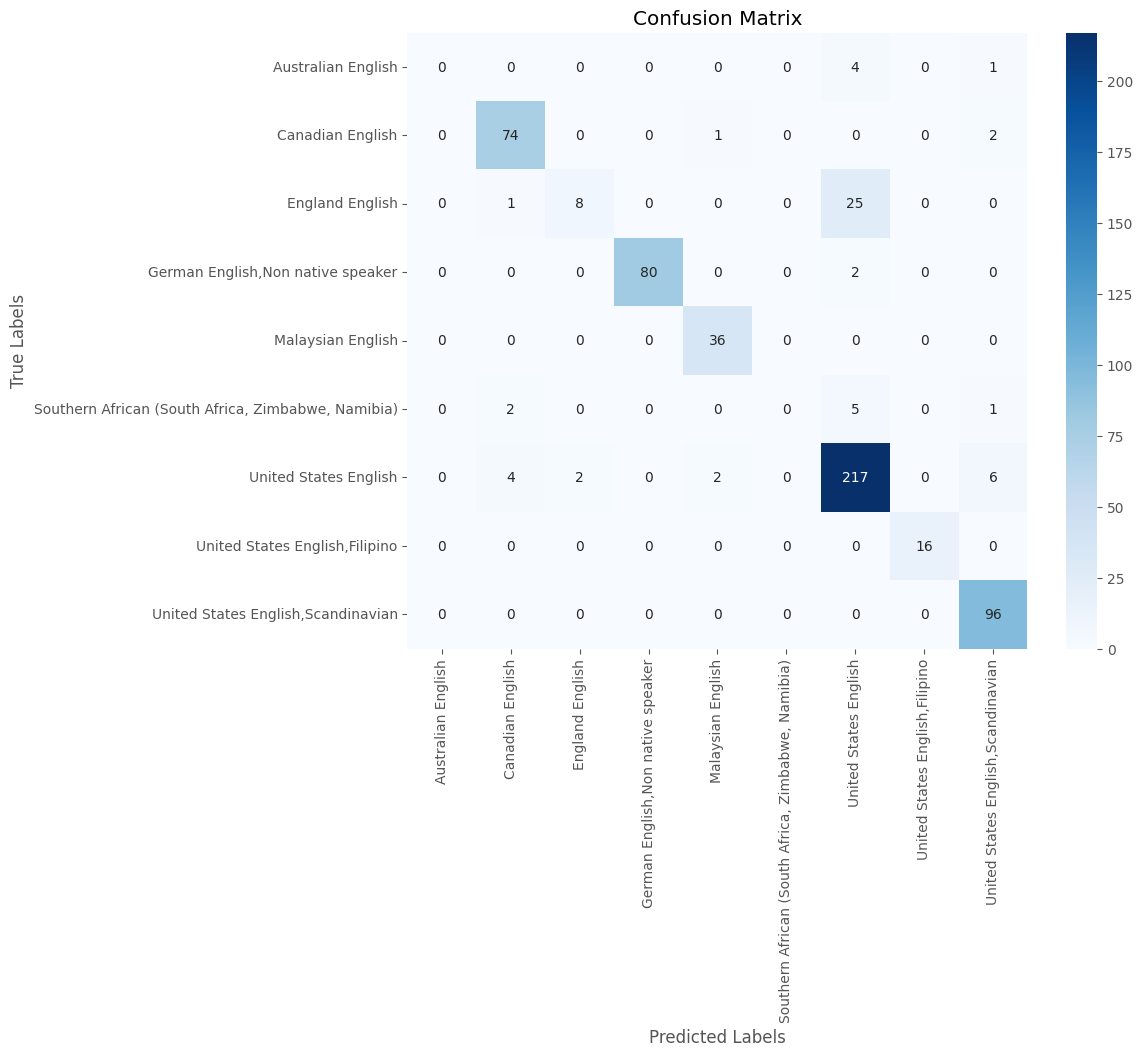 Confusion Matrix
True Labels
Australian English 0 0 0 0 0 0 4 0 1
Canadian English 0 74 0 0 1 0 0 0 2
England English 0 1 8 0 0 0 25 0 0
German English,Non native speaker 0 0 0 80 0 0 2 0 0
Malaysian English 0 0 0 0 36 0 0 0 0
Southern African (South Africa, Zimbabwe, Namibia) 0 2 0 0 0 0 5 0 1
United States English 0 4 2 0 2 0 217 0 6
United States English,Filipino 0 0 0 0 0 0 0 16 0
United States English,Scandinavian 0 0 0 0 0 0 0 0 96
Australian English
Canadian English
England English
German English,Non native speaker
Malaysian English
Southern African (South Africa, Zimbabwe, Namibia)
United States English
United States English,Filipino
United States English,Scandinavian
Predicted Labels
200
175
150
125
100
75
50
25
0